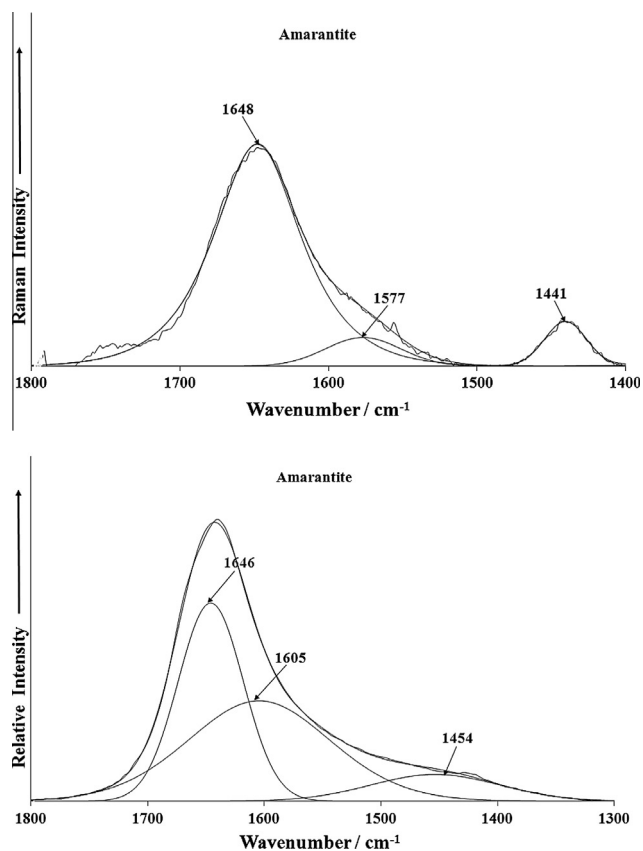 Amarantite
1648
1577
1441
Raman Intensity
1800 1700 1600 1500 1400
Wavenumber / cm⁻¹
Amarantite
1646
1605
1454
Relative Intensity
1800 1700 1600 1500 1400 1300
Wavenumber / cm⁻¹